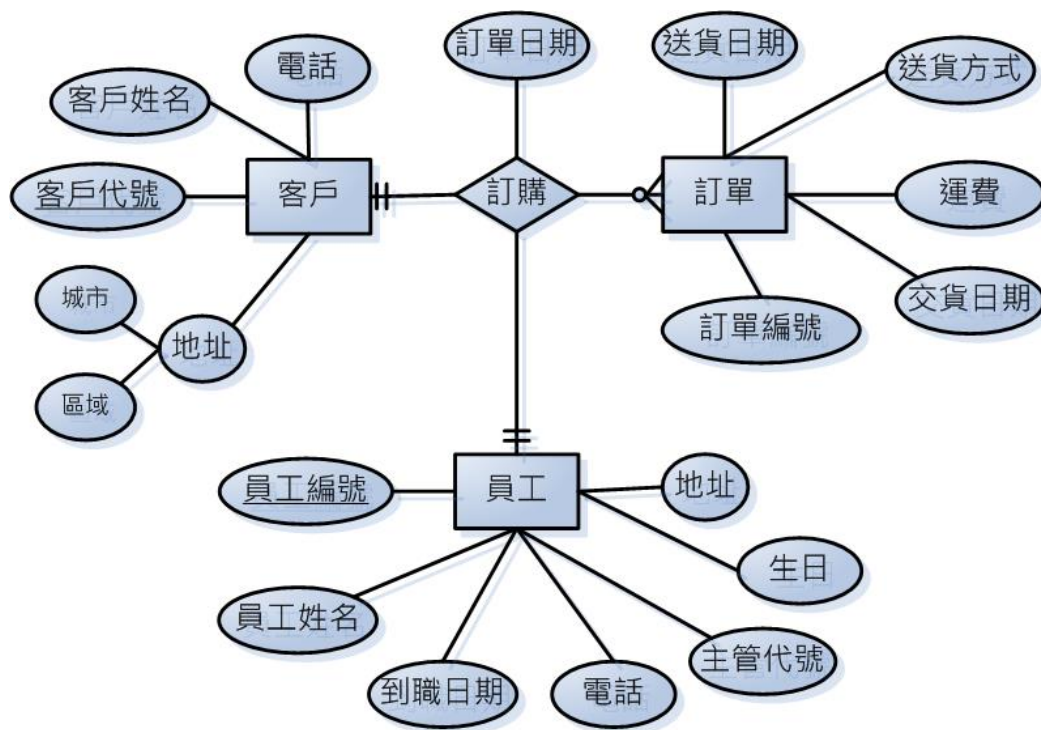 訂單日期
送貨日期
電話
送貨方式
客戶姓名
客戶代號
客戶
訂購
訂單
運費
城市
地址
區域
訂單編號
交貨日期
員工編號
員工
地址
生日
員工姓名
主管代號
到職日期
電話